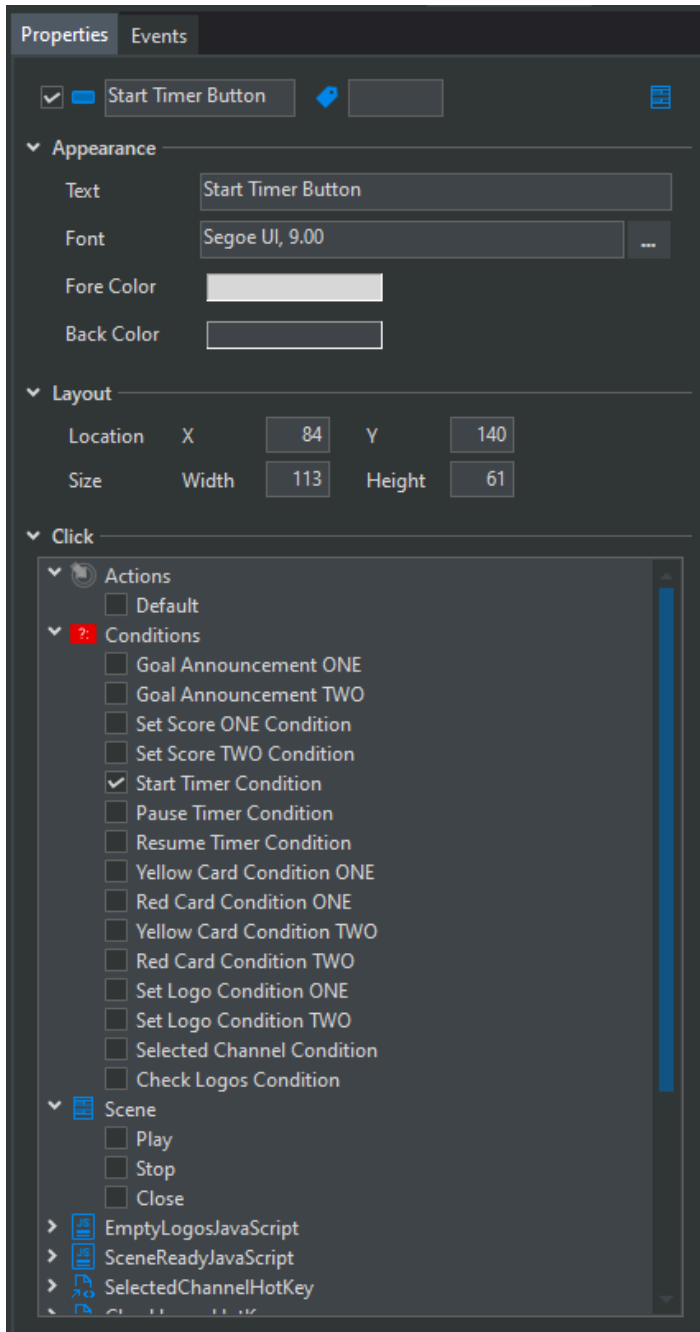 Properties Events
Start Timer Button
Appearance
Text Start Timer Button
Font Segoe UI, 9.00 ...
Fore Color
Back Color
Layout
Location X 84 Y 140
Size Width 113 Height 61
Click
Actions
Default
?: Conditions
Goal Announcement ONE
Goal Announcement TWO
Set Score ONE Condition
Set Score TWO Condition
Start Timer Condition
Pause Timer Condition
Resume Timer Condition
Yellow Card Condition ONE
Red Card Condition ONE
Yellow Card Condition TWO
Red Card Condition TWO
Set Logo Condition ONE
Set Logo Condition TWO
Selected Channel Condition
Check Logos Condition
Scene
Play
Stop
Close
JS EmptyLogosJavaScript
JS SceneReadyJavaScript
SelectedChannelHotKey